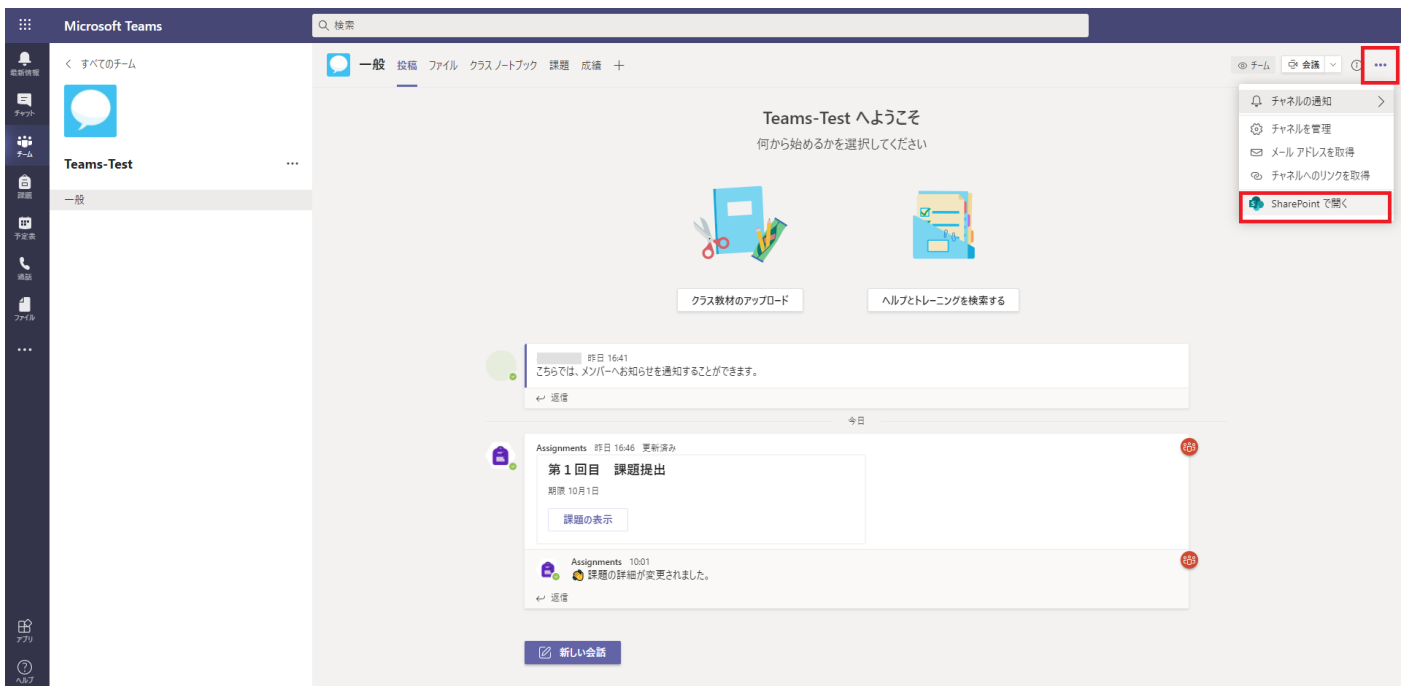 Microsoft Teams
検索
最新情報
チャット
チーム
課題
予定表
通話
ファイル
アプリ
ヘルプ
すべてのチーム
Teams-Test
一般
一般 投稿 ファイル クラス ノートブック 課題 成績
チーム 会議
チャネルの通知
チャネルを管理
メール アドレスを取得
チャネルへのリンクを取得
SharePoint で開く
Teams-Test へようこそ
何から始めるかを選択してください
クラス教材のアップロード ヘルプとトレーニングを検索する
昨日 16:41
こちらでは、メンバーへお知らせを通知することができます。
返信
今日
Assignments 昨日 16:46 更新済み
第１回目 課題提出
期限 10月1日
課題の表示
Assignments 10:01
課題の詳細が変更されました。
返信
新しい会話